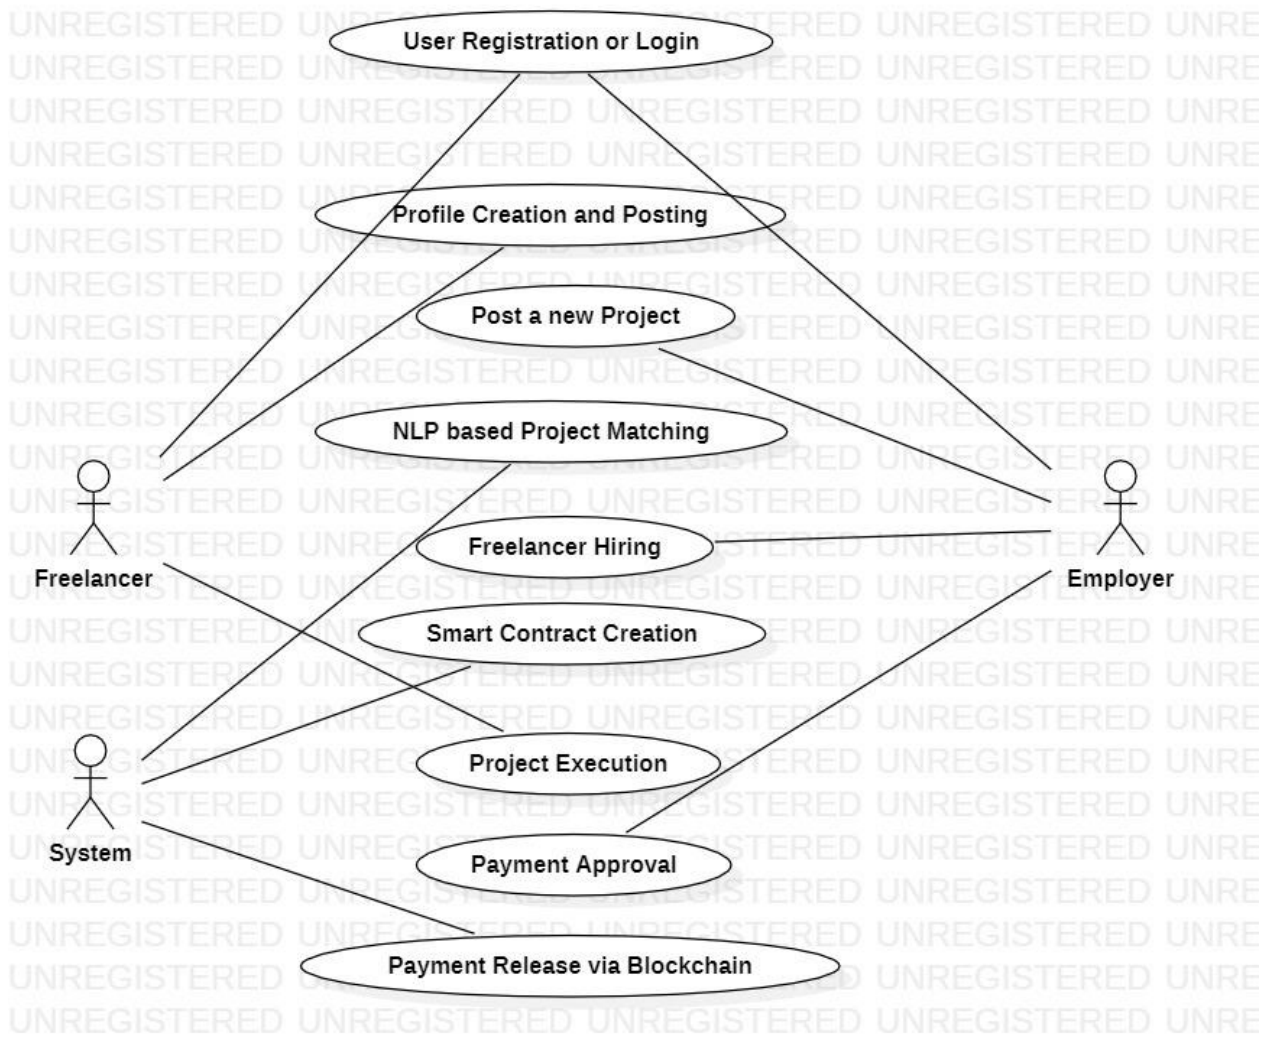 User Registration or Login
Profile Creation and Posting
Post a new Project
NLP based Project Matching
Freelancer Hiring
Freelancer
Employer
Smart Contract Creation
Project Execution
System
Payment Approval
Payment Release via Blockchain
UNREGISTERED